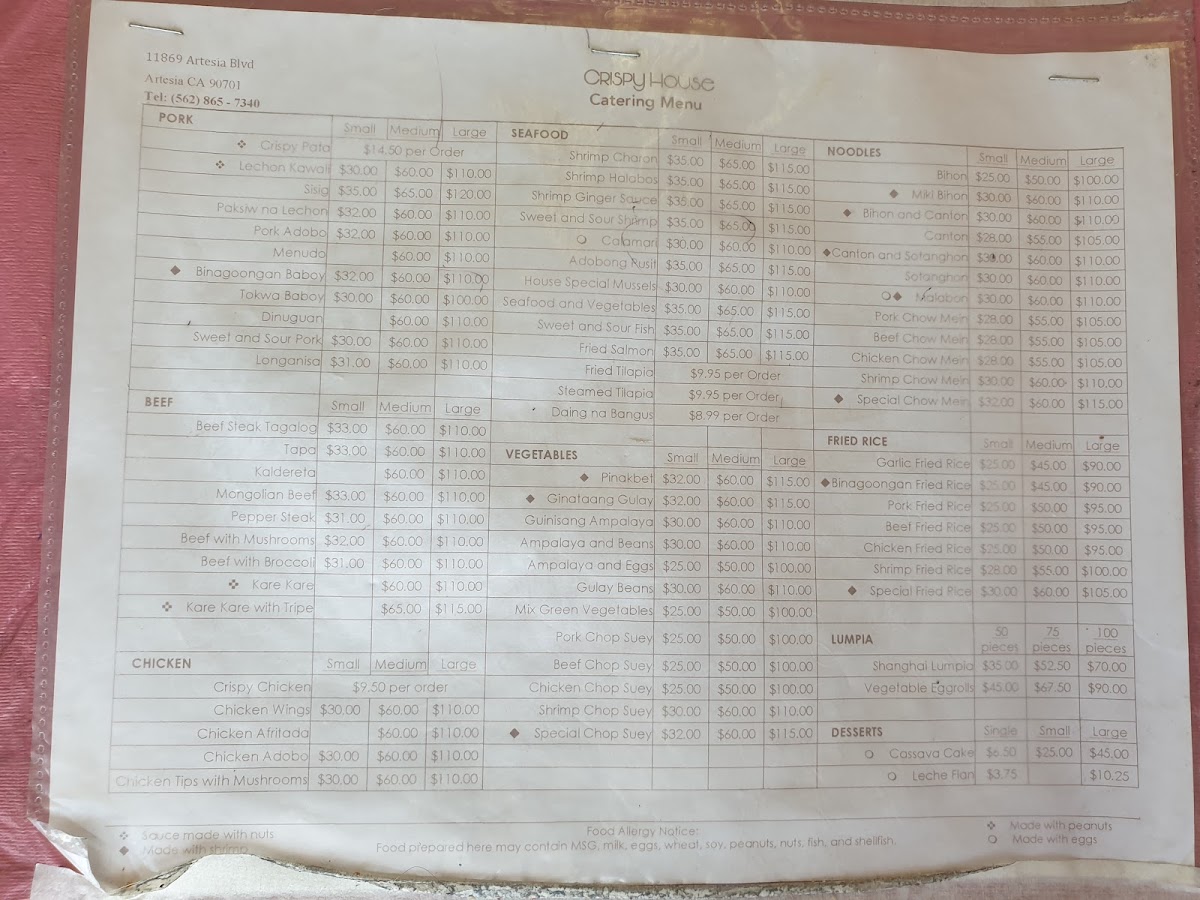 11869 Artesia Blvd
Artesia CA 90701
Tel: (562) 865 - 7340
CRISPY HOUSE
Catering Menu
PORK Small Medium Large
❖ Crispy Pata $14.50 per Order
❖ Lechon Kawali $30.00 $60.00 $110.00
Sisig $35.00 $65.00 $120.00
Paksiw na Lechon $32.00 $60.00 $110.00
Pork Adobo $32.00 $60.00 $110.00
Menudo $60.00 $110.00
◆ Binagoongan Baboy $32.00 $60.00 $110.00
Tokwa Baboy $30.00 $60.00 $100.00
Dinuguan $60.00 $110.00
Sweet and Sour Pork $30.00 $60.00 $110.00
Longanisa $31.00 $60.00 $110.00
BEEF Small Medium Large
Beef Steak Tagalog $33.00 $60.00 $110.00
Tapa $33.00 $60.00 $110.00
Kaldereta $60.00 $110.00
Mongolian Beef $33.00 $60.00 $110.00
Pepper Steak $31.00 $60.00 $110.00
Beef with Mushrooms $32.00 $60.00 $110.00
Beef with Broccoli $31.00 $60.00 $110.00
❖ Kare Kare $60.00 $110.00
❖ Kare Kare with Tripe $65.00 $115.00
CHICKEN Small Medium Large
Crispy Chicken $9.50 per order
Chicken Wings $30.00 $60.00 $110.00
Chicken Afritada $60.00 $110.00
Chicken Adobo $30.00 $60.00 $110.00
Chicken Tips with Mushrooms $30.00 $60.00 $110.00
SEAFOOD Small Medium Large
Shrimp Charon $35.00 $65.00 $115.00
Shrimp Halabos $35.00 $65.00 $115.00
Shrimp Ginger Sauce $35.00 $65.00 $115.00
Sweet and Sour Shrimp $35.00 $65.00 $115.00
○ Calamari $30.00 $60.00 $110.00
Adobong Pusit $35.00 $65.00 $115.00
House Special Mussels $30.00 $60.00 $110.00
Seafood and Vegetables $35.00 $65.00 $115.00
Sweet and Sour Fish $35.00 $65.00 $115.00
Fried Salmon $35.00 $65.00 $115.00
Fried Tilapia $9.95 per Order
Steamed Tilapia $9.95 per Order
Daing na Bangus $8.99 per Order
VEGETABLES Small Medium Large
◆ Pinakbet $32.00 $60.00 $115.00
◆ Ginataang Gulay $32.00 $60.00 $115.00
Guinisang Ampalaya $30.00 $60.00 $110.00
Ampalaya and Beans $30.00 $60.00 $110.00
Ampalaya and Eggs $25.00 $50.00 $100.00
Gulay Beans $30.00 $60.00 $110.00
Mix Green Vegetables $25.00 $50.00 $100.00
Pork Chop Suey $25.00 $50.00 $100.00
Beef Chop Suey $25.00 $50.00 $100.00
Chicken Chop Suey $25.00 $50.00 $100.00
Shrimp Chop Suey $30.00 $60.00 $110.00
◆ Special Chop Suey $32.00 $60.00 $115.00
NOODLES Small Medium Large
Bihon $25.00 $50.00 $100.00
◆ Miki Bihon $30.00 $60.00 $110.00
◆ Bihon and Canton $30.00 $60.00 $110.00
Canton $28.00 $55.00 $105.00
◆ Canton and Sotanghon $30.00 $60.00 $110.00
Sotanghon $30.00 $60.00 $110.00
○◆ Malabon $30.00 $60.00 $110.00
Pork Chow Mein $28.00 $55.00 $105.00
Beef Chow Mein $28.00 $55.00 $105.00
Chicken Chow Mein $28.00 $55.00 $105.00
Shrimp Chow Mein $30.00 $60.00 $110.00
◆ Special Chow Mein $32.00 $60.00 $115.00
FRIED RICE Small Medium Large
Garlic Fried Rice $25.00 $45.00 $90.00
◆ Binagoongan Fried Rice $25.00 $45.00 $90.00
Pork Fried Rice $25.00 $50.00 $95.00
Beef Fried Rice $25.00 $50.00 $95.00
Chicken Fried Rice $25.00 $50.00 $95.00
Shrimp Fried Rice $28.00 $55.00 $100.00
◆ Special Fried Rice $30.00 $60.00 $105.00
LUMPIA 50 pieces 75 pieces 100 pieces
Shanghai Lumpia $35.00 $52.50 $70.00
Vegetable Eggrolls $45.00 $67.50 $90.00
DESSERTS Single Small Large
○ Cassava Cake $6.50 $25.00 $45.00
○ Leche Flan $3.75 $10.25
❖ Sauce made with nuts
◆ Made with shrimp
Food Allergy Notice:
Food prepared here may contain MSG, milk, eggs, wheat, soy, peanuts, nuts, fish, and shellfish.
❖ Made with peanuts
○ Made with eggs